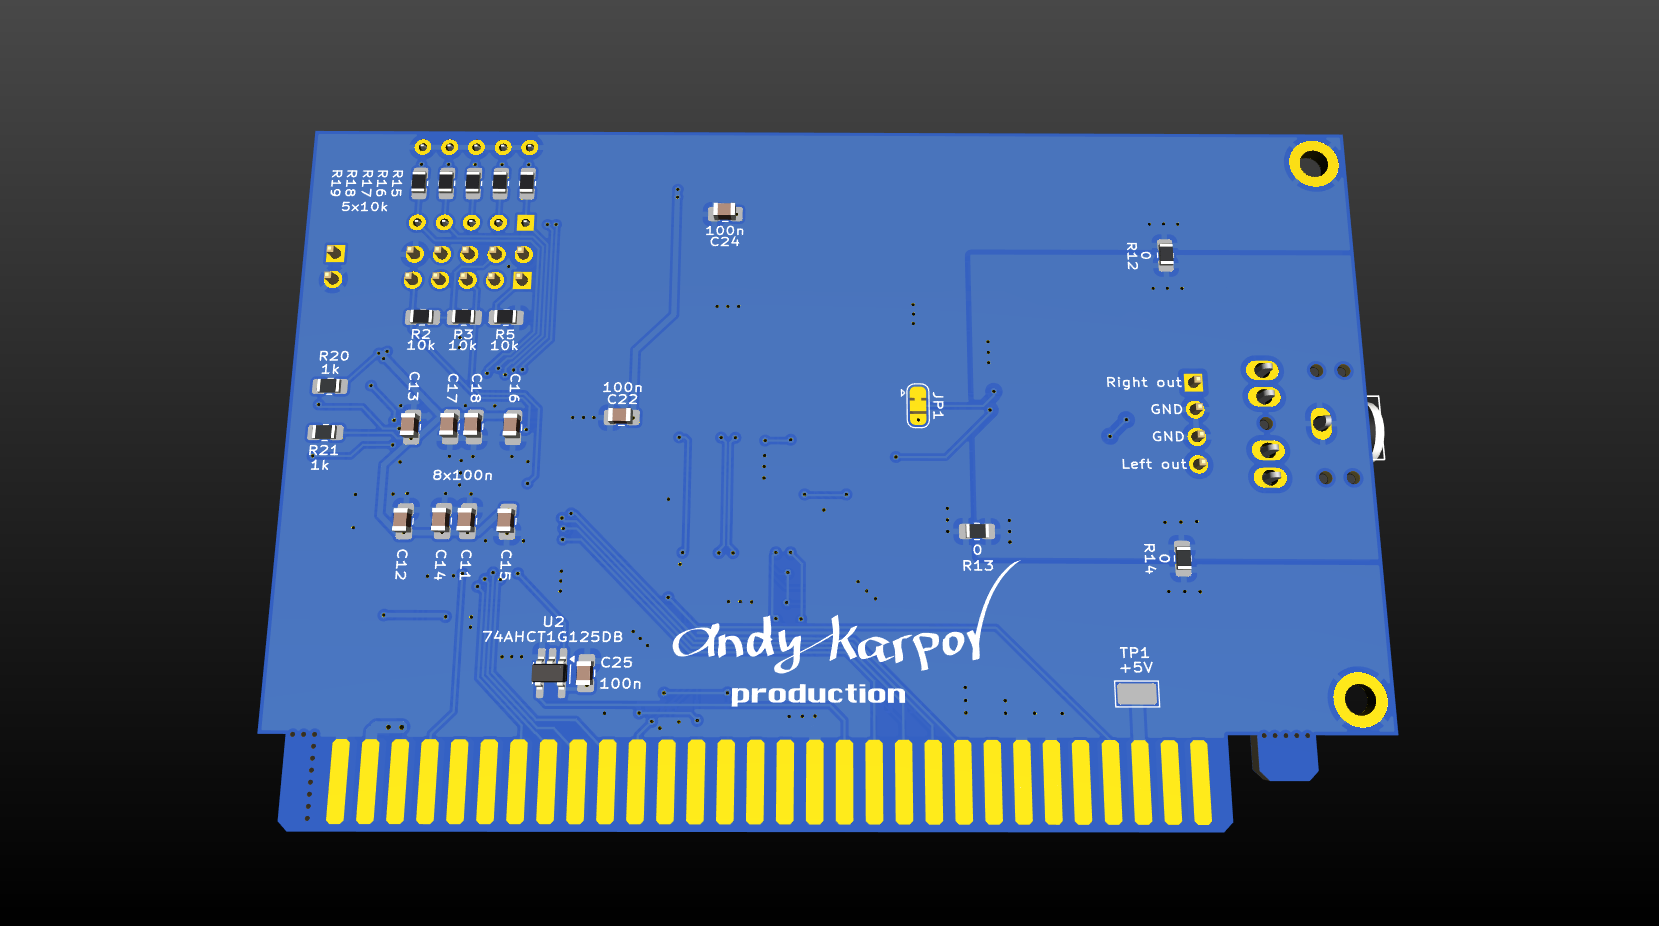 R19
R18
R17
R16
R15
5x10k
100n
C24
R12
0
R2
10k
R3
10k
R5
10k
R20
1k
C13
C17
C18
C16
100n
C22
JP1
Right out
GND
GND
Left out
R21
1k
8x100n
C12
C14
C11
C15
0
R13
R14
0
U2
74AHCT1G125DB
C25
100n
andy karpov
production
TP1
+5V